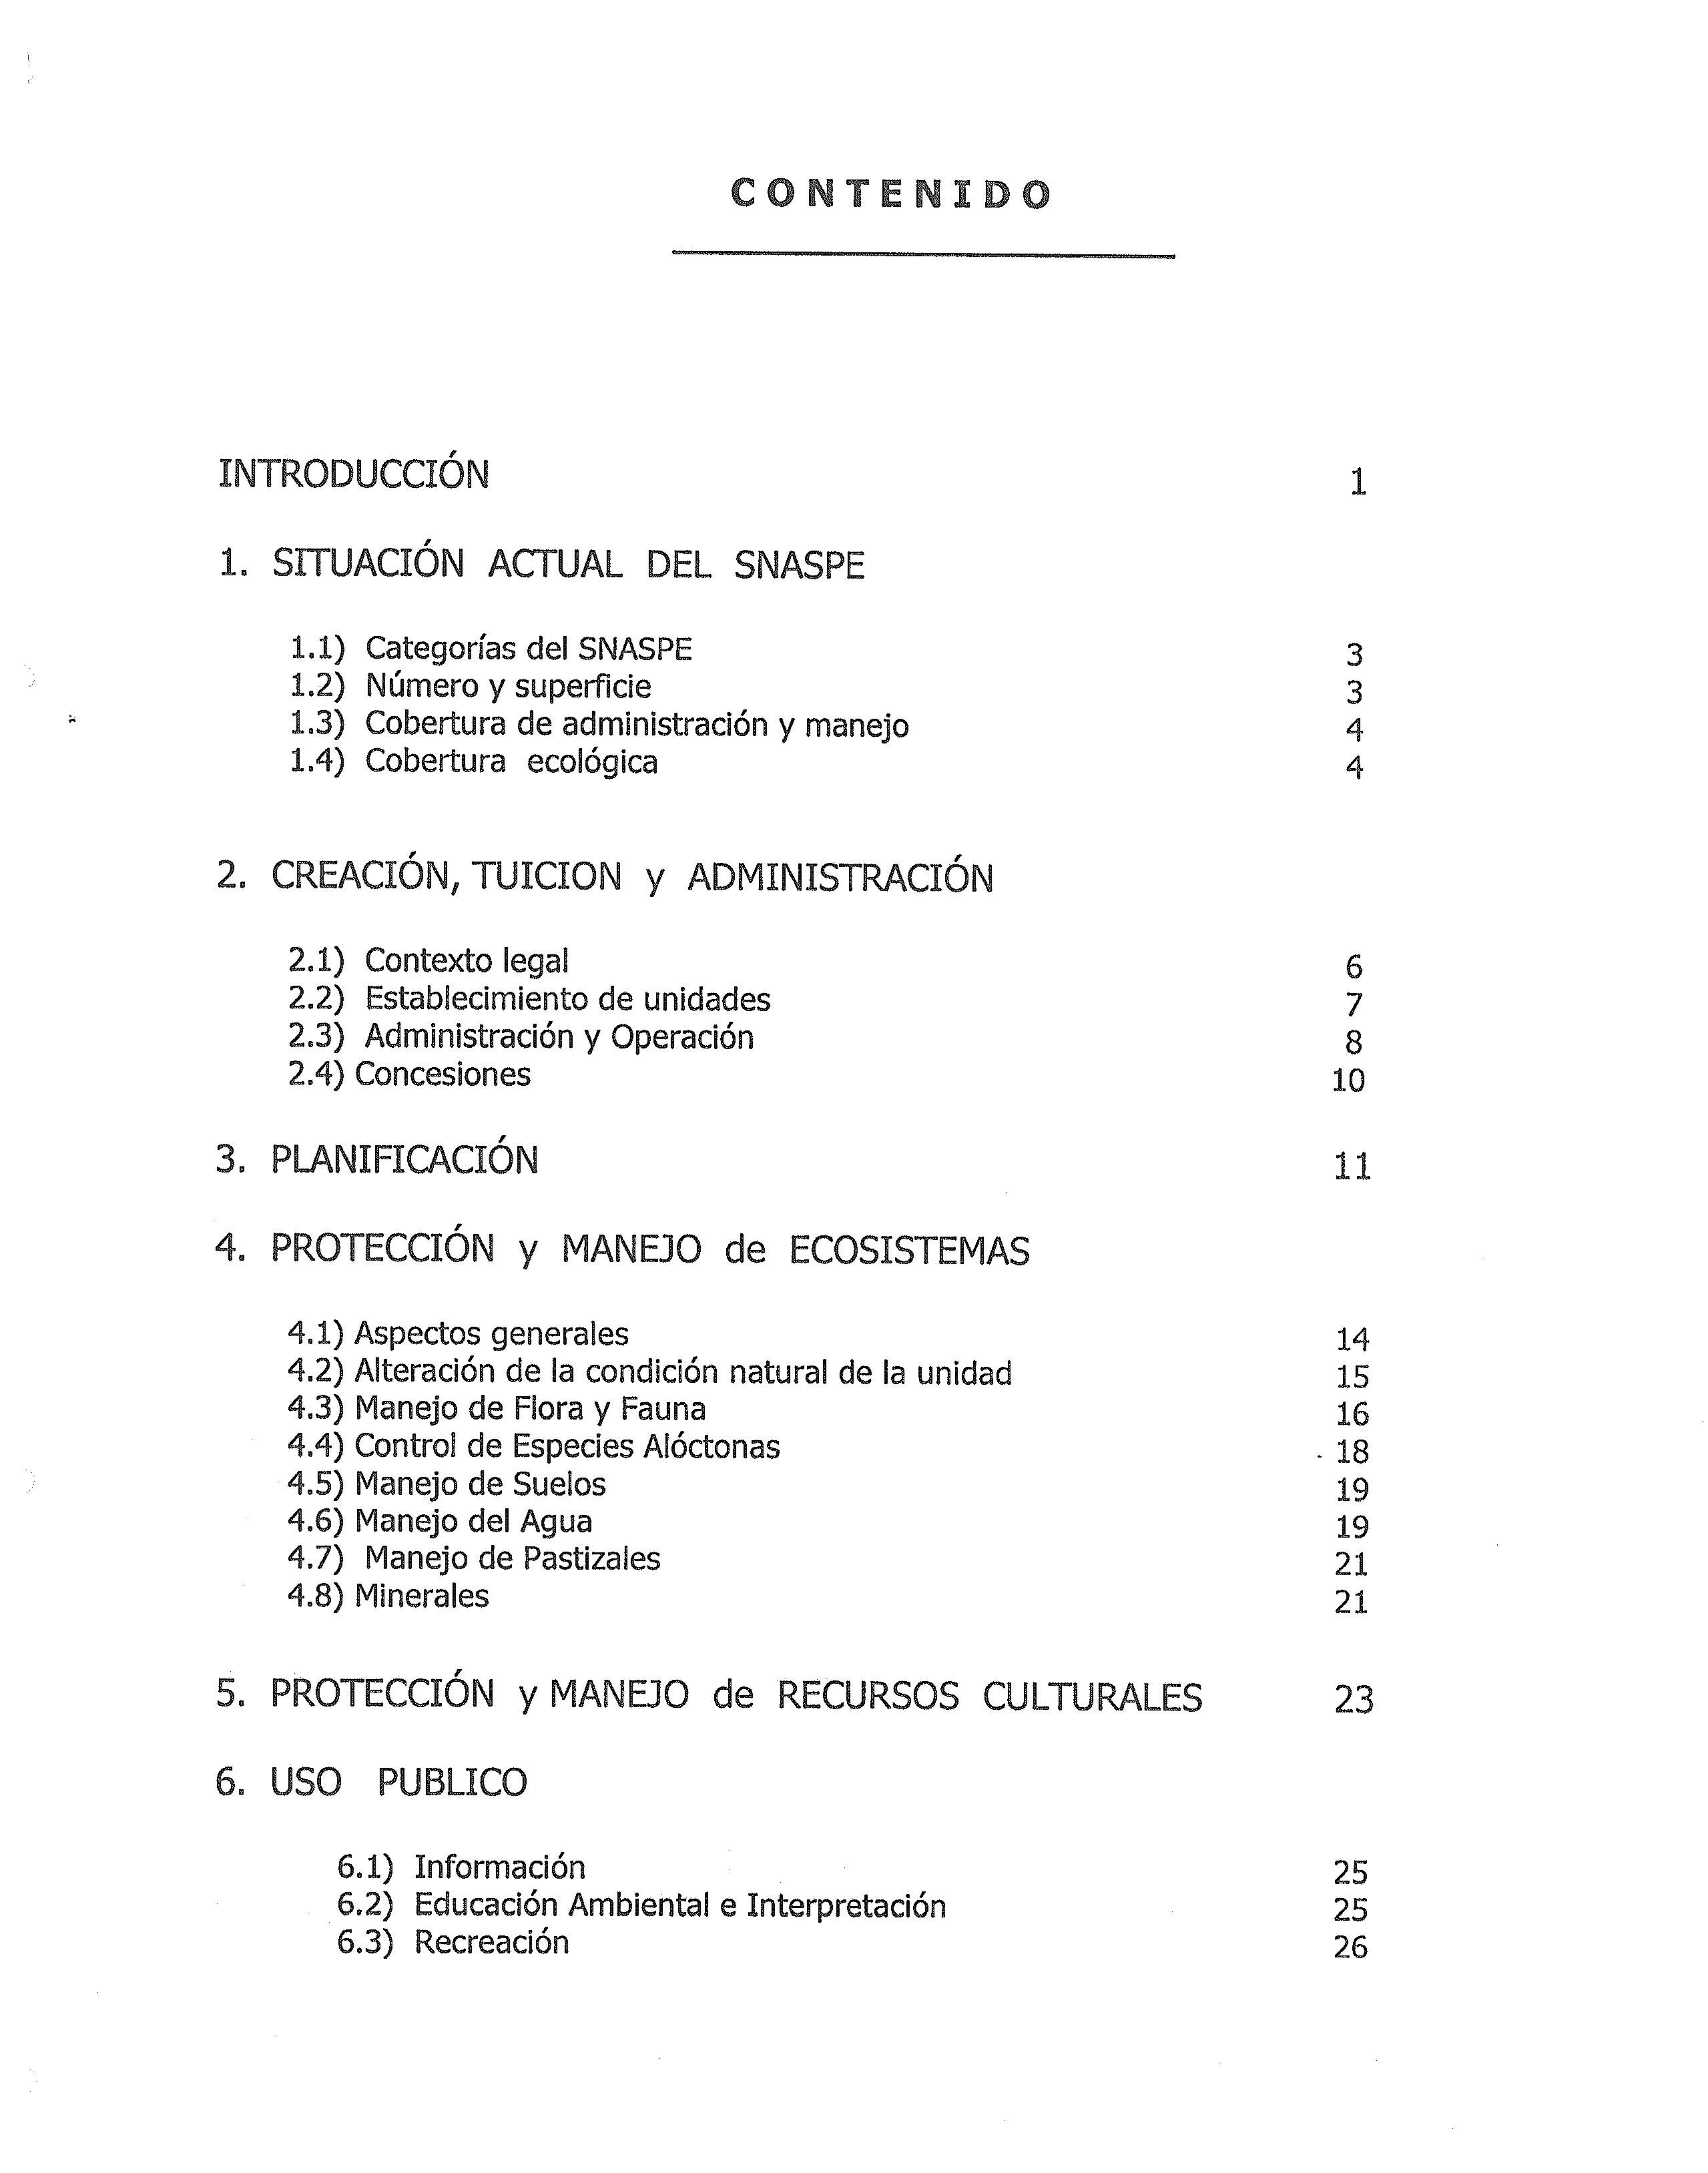 CONTENIDO
INTRODUCCIÓN 1
1. SITUACIÓN ACTUAL DEL SNASPE
1.1) Categorías del SNASPE 3
1.2) Número y superficie 3
1.3) Cobertura de administración y manejo 4
1.4) Cobertura ecológica 4
2. CREACIÓN, TUICION y ADMINISTRACIÓN
2.1) Contexto legal 6
2.2) Establecimiento de unidades 7
2.3) Administración y Operación 8
2.4) Concesiones 10
3. PLANIFICACIÓN 11
4. PROTECCIÓN y MANEJO de ECOSISTEMAS
4.1) Aspectos generales 14
4.2) Alteración de la condición natural de la unidad 15
4.3) Manejo de Flora y Fauna 16
4.4) Control de Especies Alóctonas 18
4.5) Manejo de Suelos 19
4.6) Manejo del Agua 19
4.7) Manejo de Pastizales 21
4.8) Minerales 21
5. PROTECCIÓN y MANEJO de RECURSOS CULTURALES 23
6. USO PUBLICO
6.1) Información 25
6.2) Educación Ambiental e Interpretación 25
6.3) Recreación 26